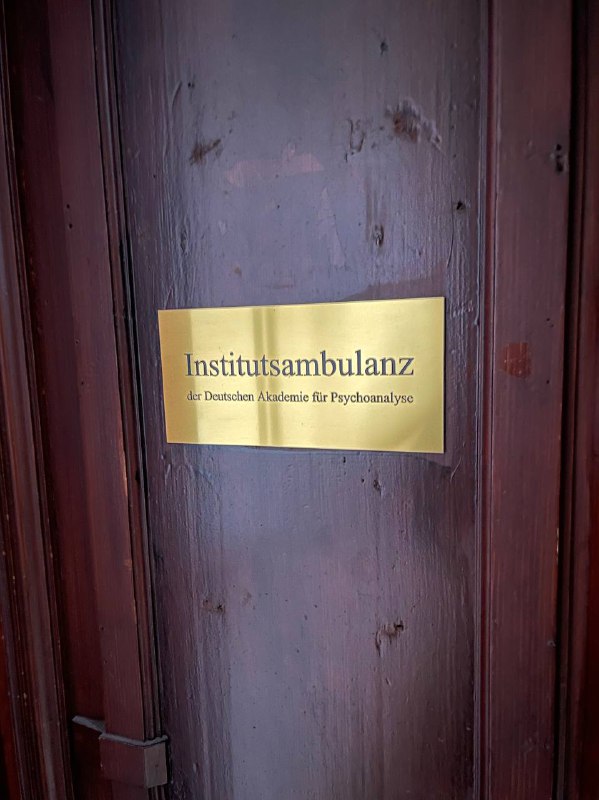 Institutsambulanz
der Deutschen Akademie für Psychoanalyse